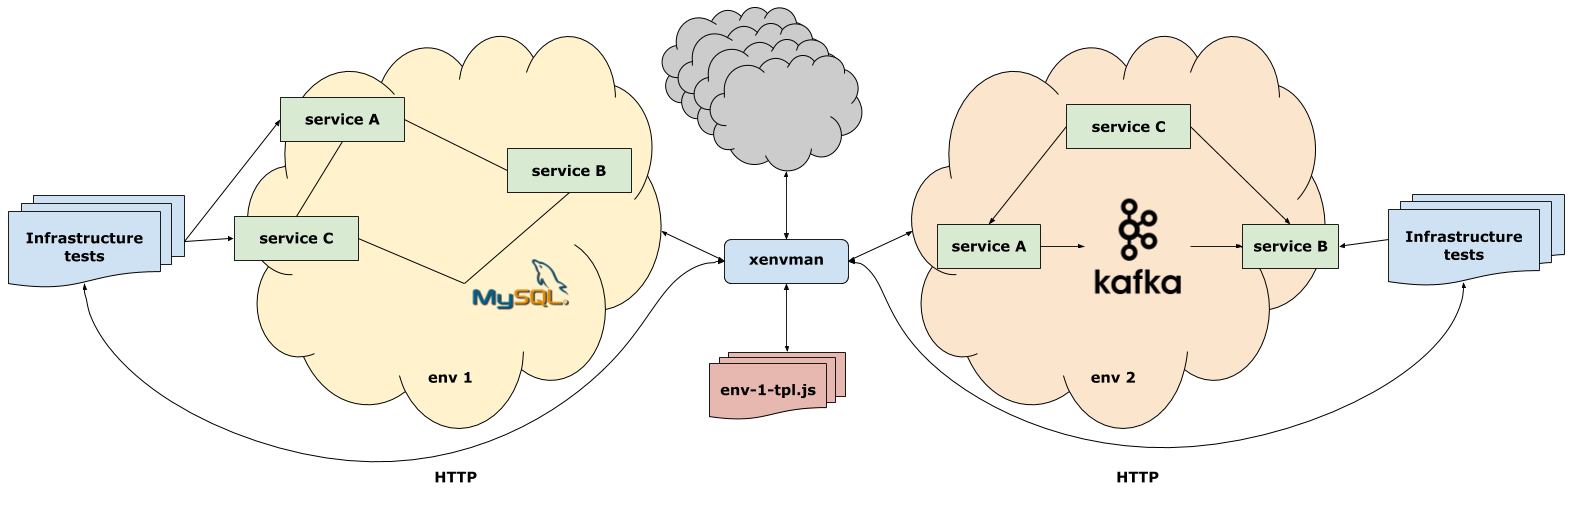 service A
service B
service C
Infrastructure
tests
MySQL
env 1
HTTP
xenvman
env-1-tpl.js
service C
service A
kafka
service B
env 2
Infrastructure
tests
HTTP